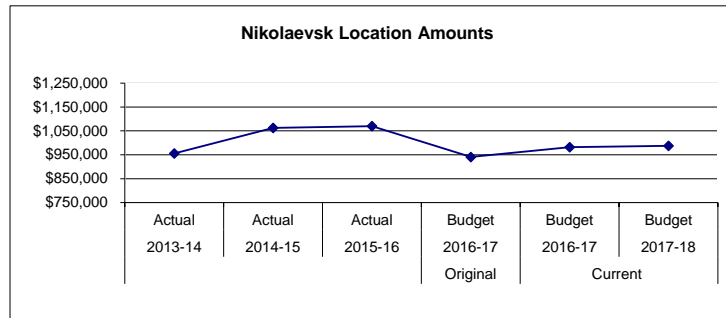 Nikolaevsk Location Amounts
$1,250,000
$1,150,000
$1,050,000
$950,000
$850,000
$750,000
Actual Actual Actual Budget Budget Budget
2013-14 2014-15 2015-16 2016-17 2016-17 2017-18
Original Current